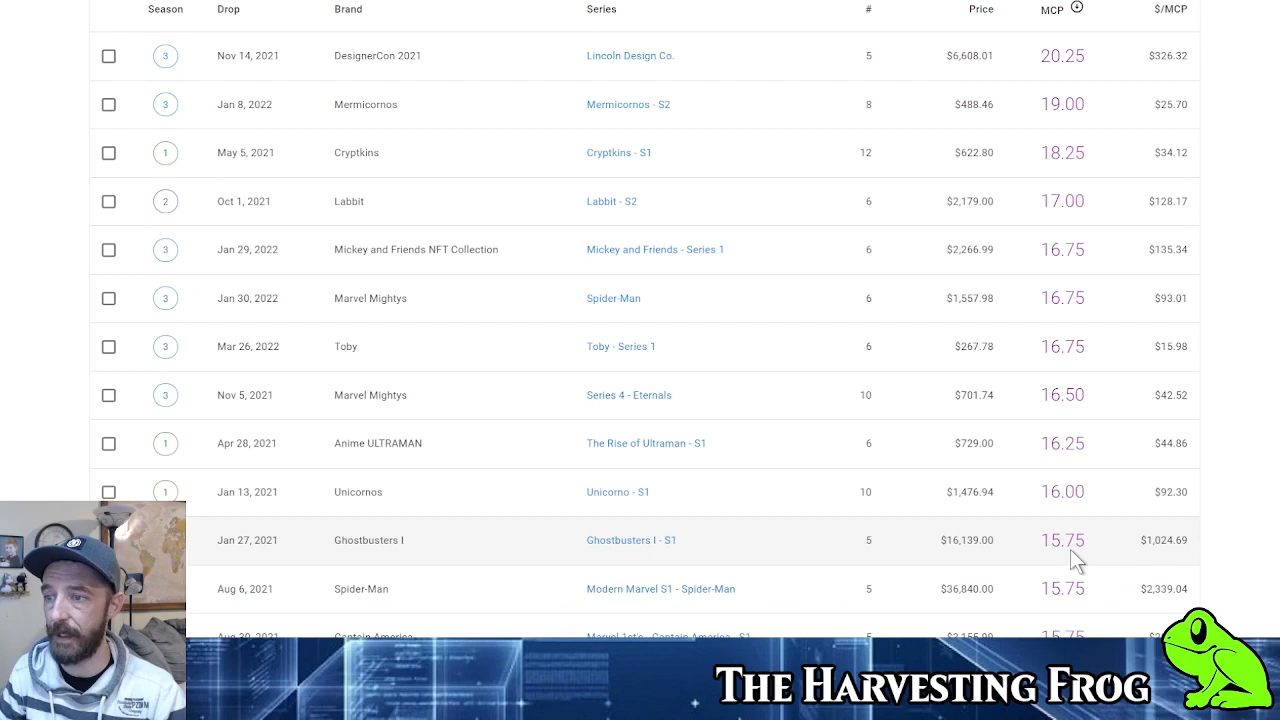 Season Drop Brand Series # Price MCP $/MCP
3 Nov 14, 2021 DesignerCon 2021 Lincoln Design Co. 5 $6,608.01 20.25 $326.32
3 Jan 8, 2022 Mermicornos Mermicornos - S2 8 $488.46 19.00 $25.70
1 May 5, 2021 Cryptkins Cryptkins - S1 12 $622.80 18.25 $34.12
2 Oct 1, 2021 Labbit Labbit - S2 6 $2,179.00 17.00 $128.17
3 Jan 29, 2022 Mickey and Friends NFT Collection Mickey and Friends - Series 1 6 $2,266.99 16.75 $135.34
3 Jan 30, 2022 Marvel Mightys Spider-Man 6 $1,557.98 16.75 $93.01
3 Mar 26, 2022 Toby Toby - Series 1 6 $267.78 16.75 $15.98
3 Nov 5, 2021 Marvel Mightys Series 4 - Eternals 10 $701.74 16.50 $42.52
1 Apr 28, 2021 Anime ULTRAMAN The Rise of Ultraman - S1 6 $729.00 16.25 $44.86
1 Jan 13, 2021 Unicornos Unicorno - S1 10 $1,476.94 16.00 $92.30
Jan 27, 2021 Ghostbusters I Ghostbusters I - S1 5 $16,139.00 15.75 $1,024.69
Aug 6, 2021 Spider-Man Modern Marvel S1 - Spider-Man 5 $36,840.00 15.75 $2,339.04
Aug 30, 2021 Captain America Marvel 1st's - Captain America - S1
The Harvesting Frog